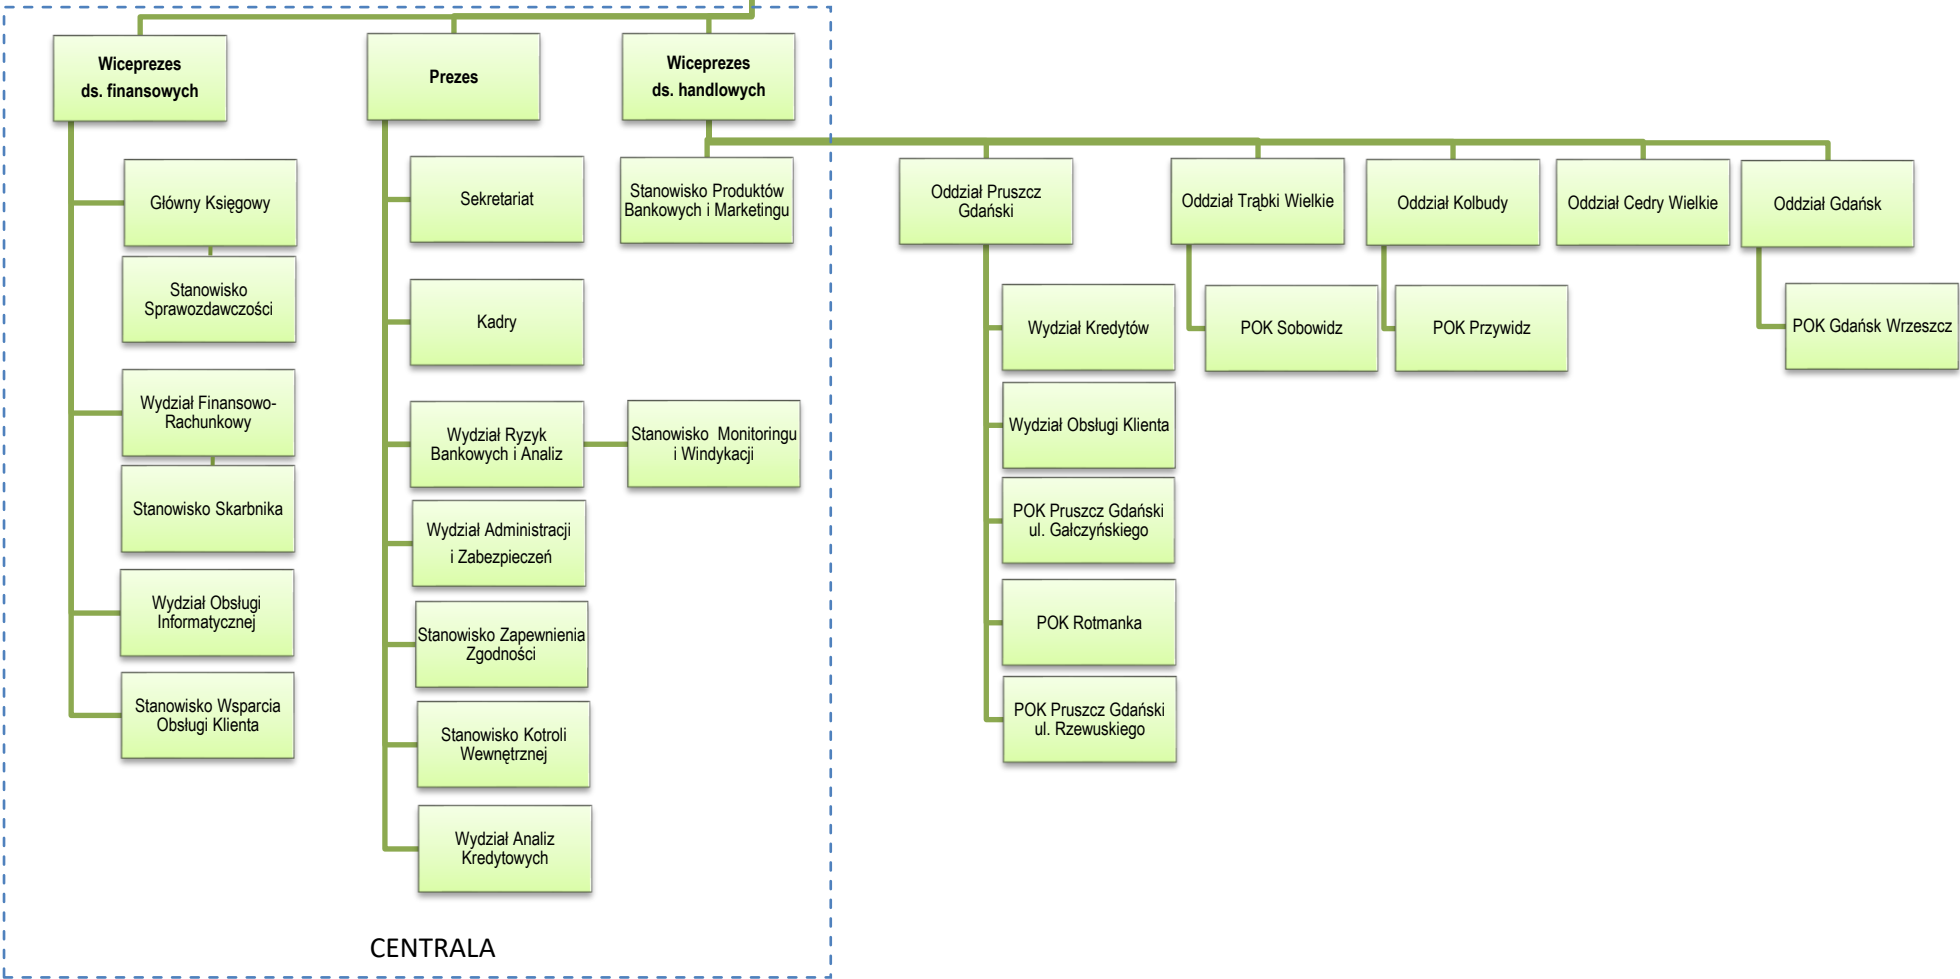 Wiceprezes
ds. finansowych
Prezes
Wiceprezes
ds. handlowych
Główny Księgowy
Stanowisko
Sprawozdawczości
Wydział Finansowo-
Rachunkowy
Stanowisko Skarbnika
Wydział Obsługi
Informatycznej
Stanowisko Wsparcia
Obsługi Klienta
Sekretariat
Kadry
Wydział Ryzyk
Bankowych i Analiz
Stanowisko Monitoringu
i Windykacji
Wydział Administracji
i Zabezpieczeń
Stanowisko Zapewnienia
Zgodności
Stanowisko Kotroli
Wewnętrznej
Wydział Analiz
Kredytowych
Stanowisko Produktów
Bankowych i Marketingu
Oddział Pruszcz
Gdański
Wydział Kredytów
Wydział Obsługi Klienta
POK Pruszcz Gdański
ul. Gałczyńskiego
POK Rotmanka
POK Pruszcz Gdański
ul. Rzewuskiego
Oddział Trąbki Wielkie
POK Sobowidz
Oddział Kolbudy
POK Przywidz
Oddział Cedry Wielkie
Oddział Gdańsk
POK Gdańsk Wrzeszcz
CENTRALA